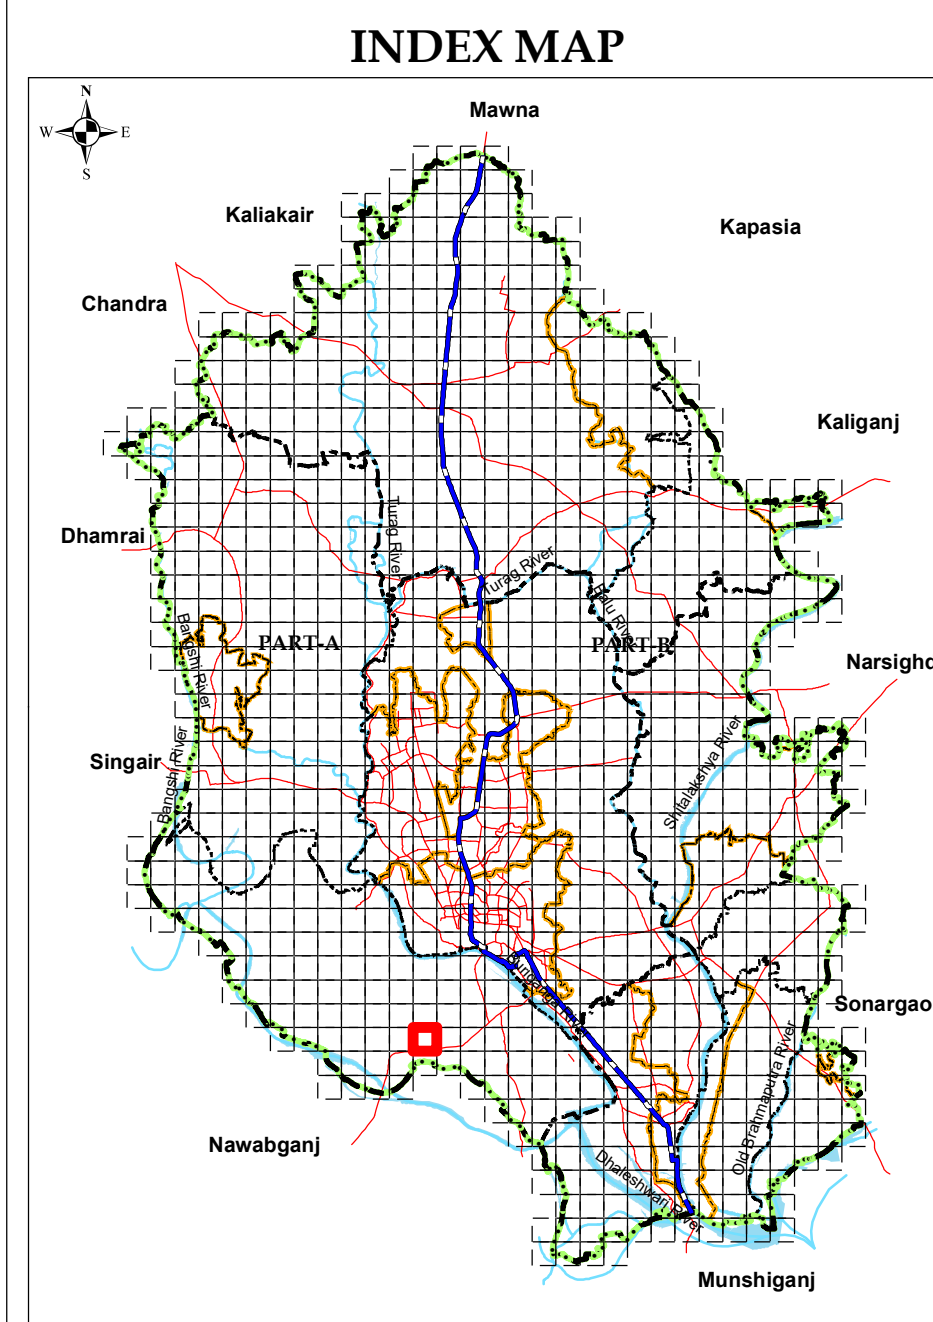 INDEX MAP
N
W E
S
Mawna
Kaliakair
Kapasia
Chandra
Kaliganj
Turag River
Dhamrai
Turag River
Balu River
Bangshi River
PART-A
PART-B
Narsighd
Shitalakshya River
Bangshi River
Singair
Buriganga River
Sonargao
Old Brahmaputra River
Nawabganj
Dhaleshwari River
Munshiganj